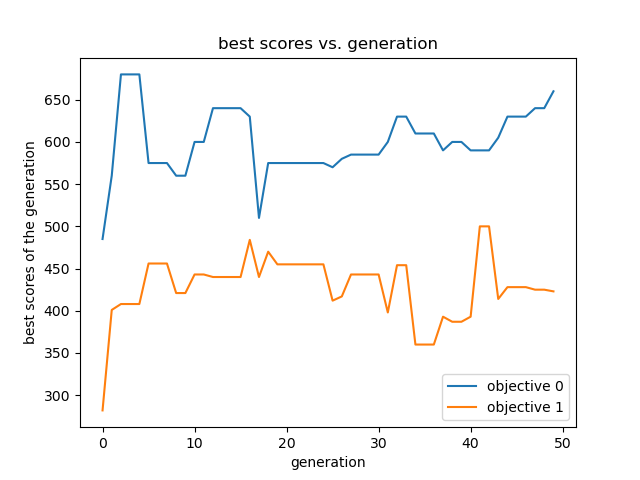 best scores vs. generation
best scores of the generation
650
600
550
500
450
400
350
300
0
10
20
30
40
50
generation
objective 0
objective 1